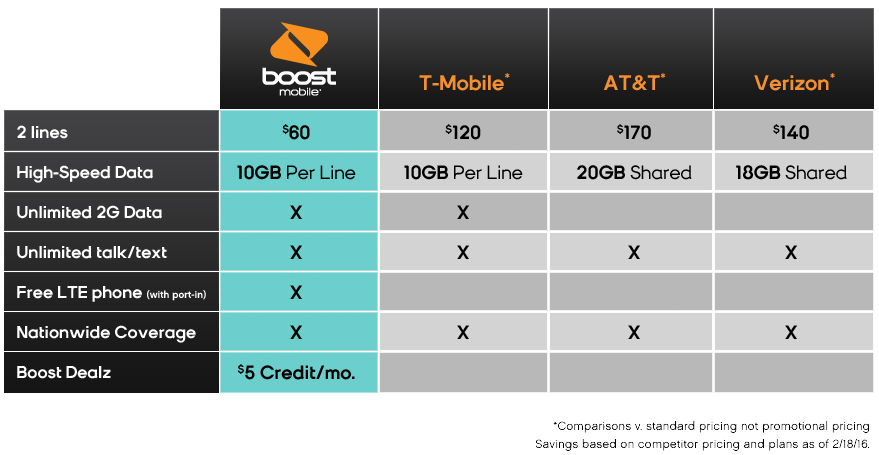 boost
mobile
T-Mobile* AT&T* Verizon*
2 lines $60 $120 $170 $140
High-Speed Data 10GB Per Line 10GB Per Line 20GB Shared 18GB Shared
Unlimited 2G Data X X
Unlimited talk/text X X X X
Free LTE phone (with port-in) X
Nationwide Coverage X X X X
Boost Dealz $5 Credit/mo.
*Comparisons v. standard pricing not promotional pricing
Savings based on competitor pricing and plans as of 2/18/16.